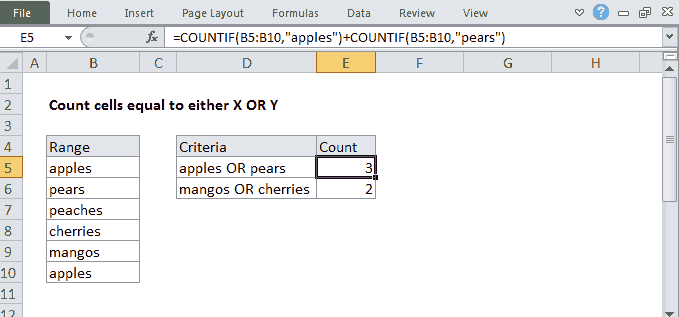 File Home Insert Page Layout Formulas Data Review View
E5 fx =COUNTIF(B5:B10,"apples")+COUNTIF(B5:B10,"pears")
A B C D E F G H
1
2 Count cells equal to either X OR Y
3
4 Range Criteria Count
5 apples apples OR pears 3
6 pears mangos OR cherries 2
7 peaches
8 cherries
9 mangos
10 apples
11
12